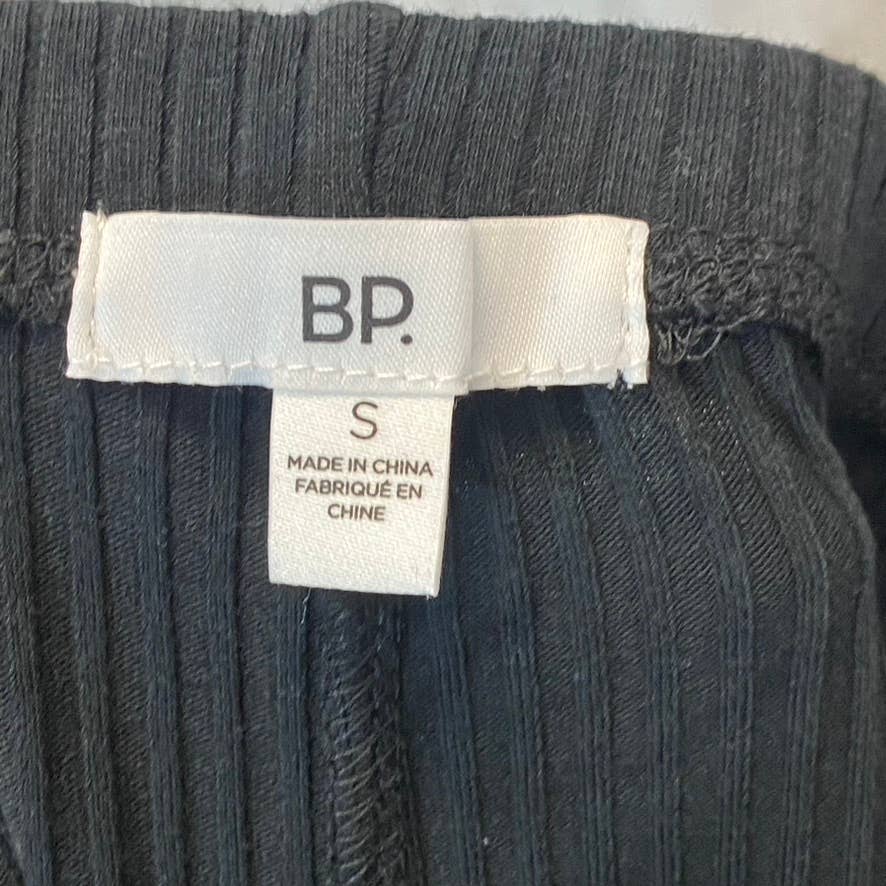 BP.
S
MADE IN CHINA
FABRIQUÉ EN
CHINE